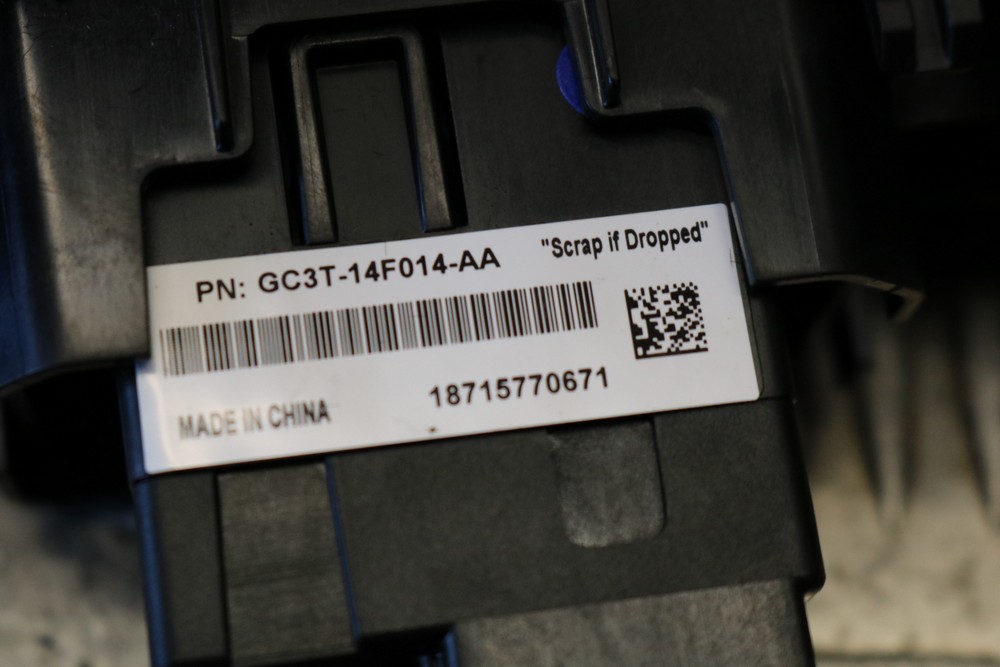 PN: GC3T-14F014-AA
"Scrap if Dropped"
18715770671
MADE IN CHINA